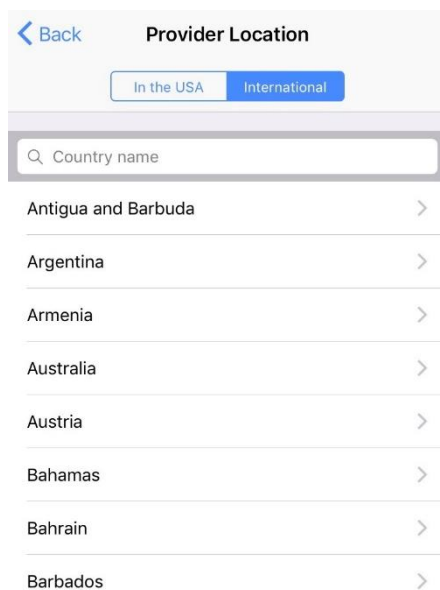 Back Provider Location
In the USA International
Country name
Antigua and Barbuda
Argentina
Armenia
Australia
Austria
Bahamas
Bahrain
Barbados